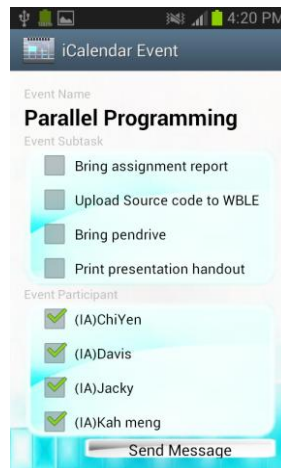 4:20 PM
iCalendar Event
Event Name
Parallel Programming
Event Subtask
Bring assignment report
Upload Source code to WBLE
Bring pendrive
Print presentation handout
Event Participant
(IA)ChiYen
(IA)Davis
(IA)Jacky
(IA)Kah meng
Send Message